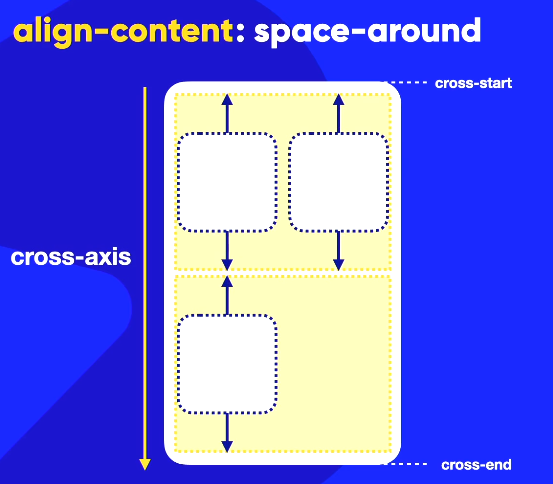 align-content: space-around
cross-start
cross-axis
cross-end